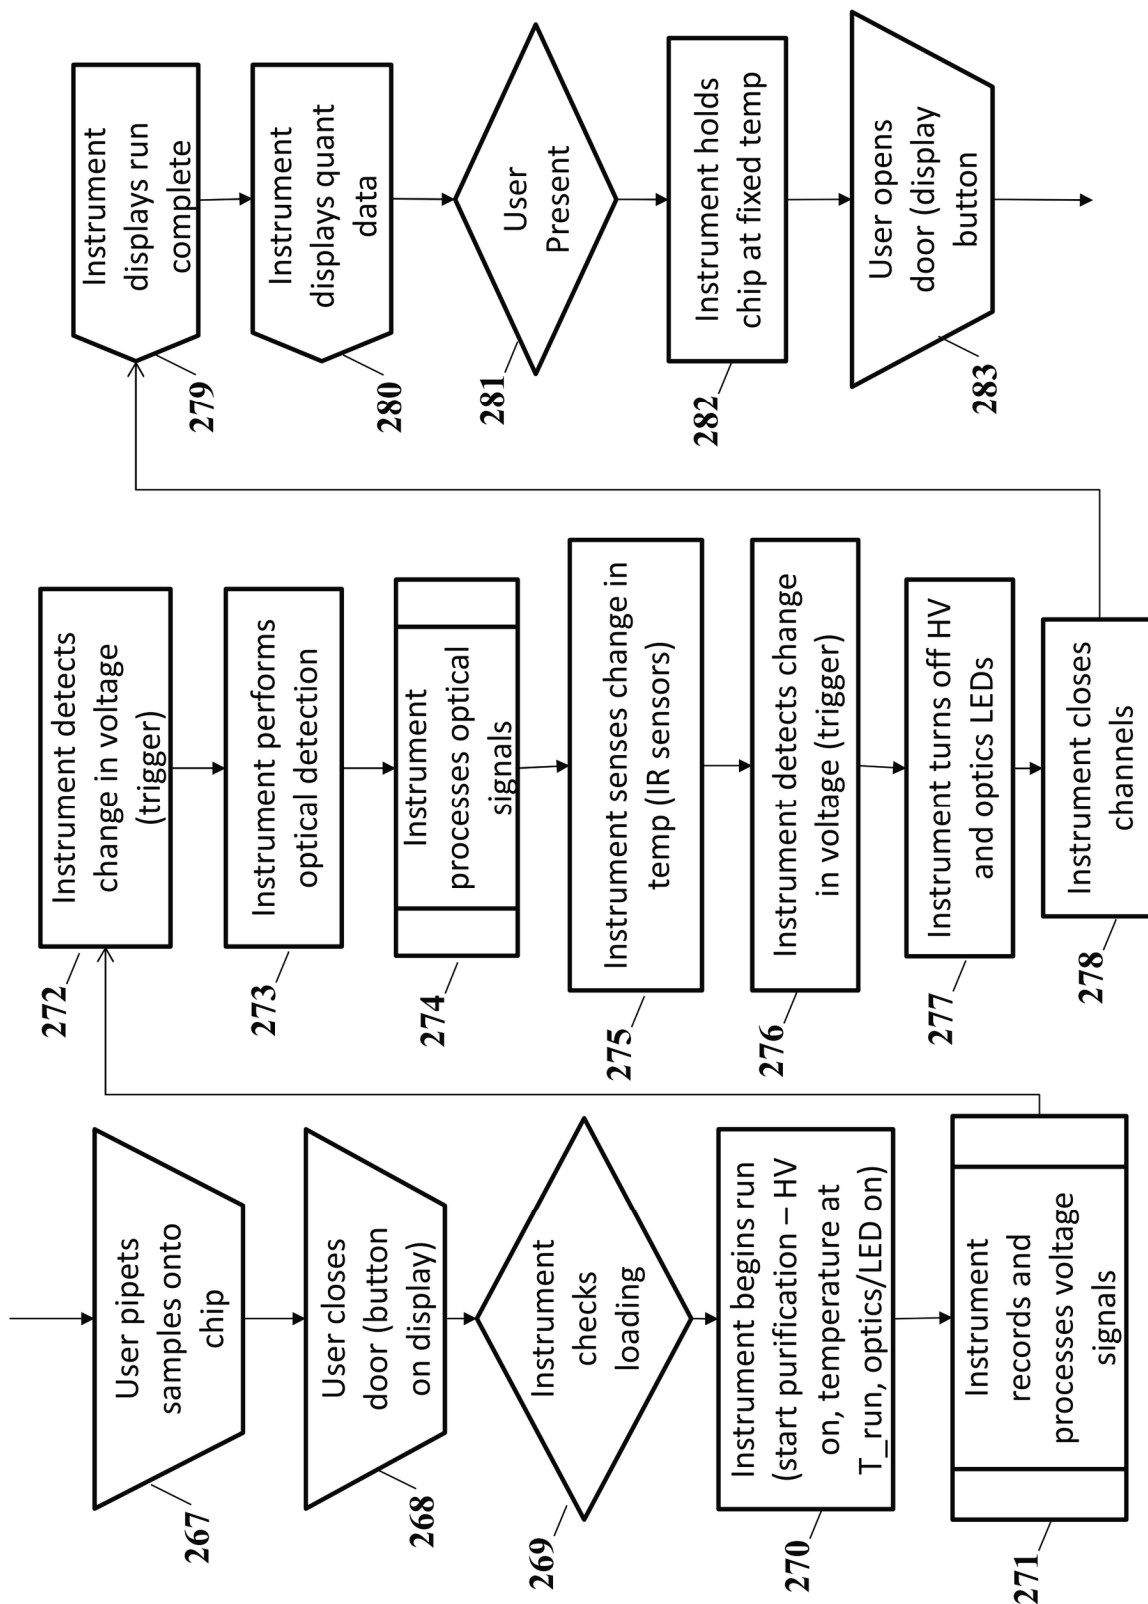 User pipets
samples onto
chip
267
User closes
door (button
on display)
268
Instrument
checks
loading
269
Instrument begins run
(start purification – HV
on, temperature at
T_run, optics/LED on)
270
Instrument
records and
processes voltage
signals
271
Instrument detects
change in voltage
(trigger)
272
Instrument performs
optical detection
273
Instrument
processes optical
signals
274
Instrument senses change in
temp (IR sensors)
275
Instrument detects change
in voltage (trigger)
276
Instrument turns off HV
and optics LEDs
277
Instrument closes
channels
278
Instrument
displays run
complete
279
Instrument
displays quant
data
280
User
Present
281
Instrument holds
chip at fixed temp
282
User opens
door (display
button
283